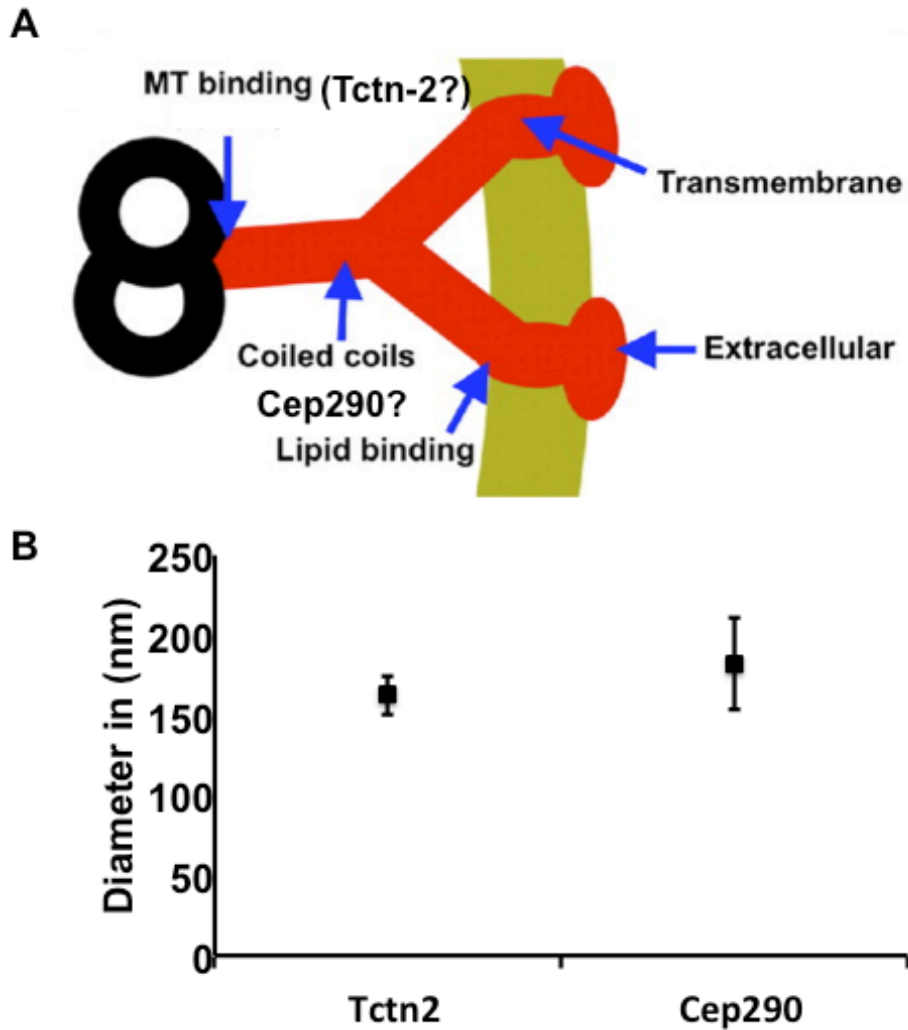 A
MT binding (Tctn-2?)
Transmembrane
Coiled coils
Extracellular
Cep290?
Lipid binding
B
250
200
150
100
50
0
Diameter in (nm)
Tctn2
Cep290